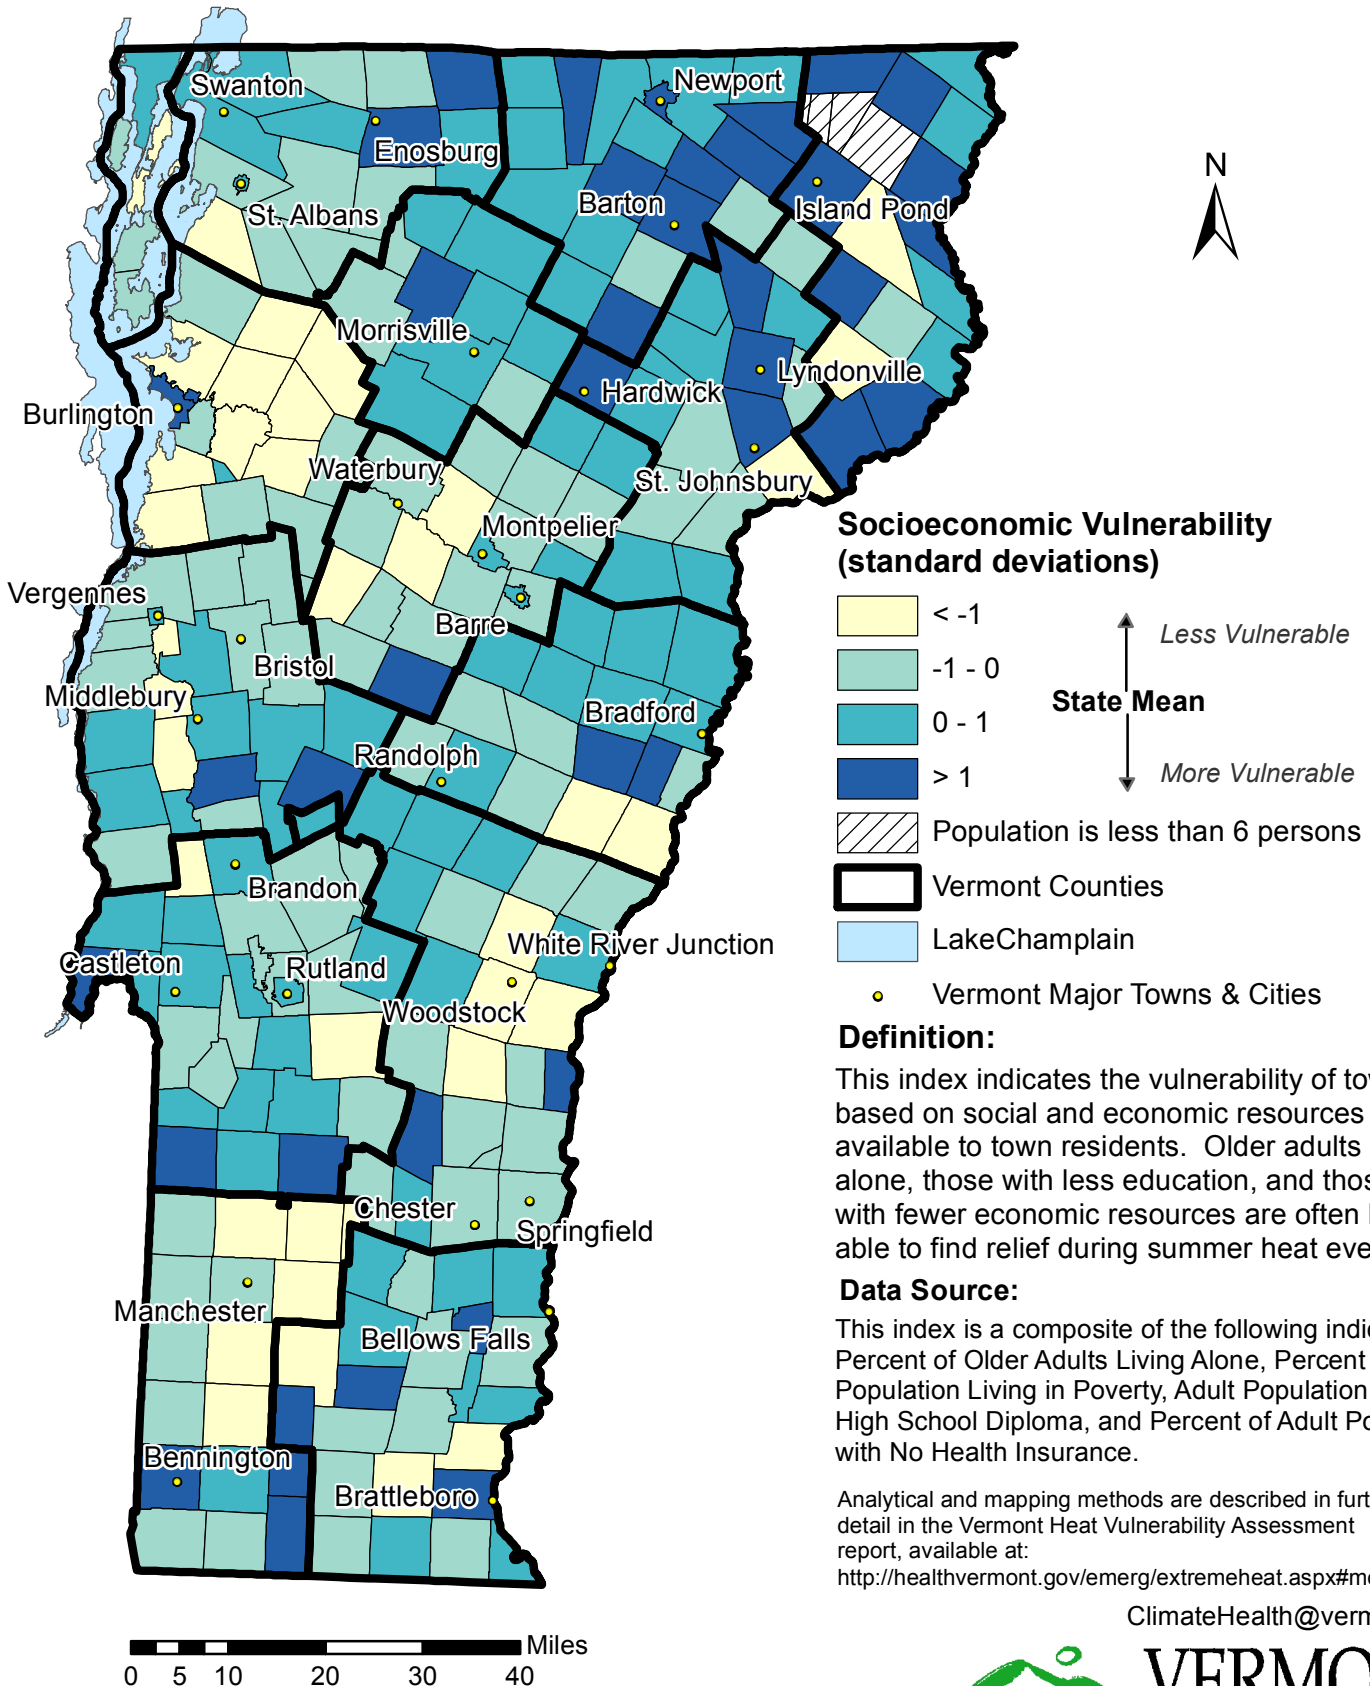 Swanton
Newport
Enosburg
Barton
Island Pond
St. Albans
N
Morrisville
Hardwick
Lyndonville
Burlington
Waterbury
St. Johnsbury
Montpelier
Vergennes
Barre
Bristol
Middlebury
Bradford
Randolph
Brandon
White River Junction
Castleton
Rutland
Woodstock
Chester
Springfield
Manchester
Bellows Falls
Bennington
Brattleboro
Socioeconomic Vulnerability
(standard deviations)
< -1
-1 - 0
0 - 1
> 1
Less Vulnerable
State Mean
More Vulnerable
Population is less than 6 persons
Vermont Counties
LakeChamplain
Vermont Major Towns & Cities
Definition:
This index indicates the vulnerability of
based on social and economic resources
available to town residents. Older adults
alone, those with less education, and
with fewer economic resources are often
able to find relief during summer heat
Data Source:
This index is a composite of the following
Percent of Older Adults Living Alone, Percent
Population Living in Poverty, Adult Population
High School Diploma, and Percent of Adult
with No Health Insurance.
Analytical and mapping methods are described in
detail in the Vermont Heat Vulnerability Assessment
report, available at:
http://healthvermont.gov/emerg/extremeheat.aspx#m
ClimateHealth@verm
VERMO
Miles
0 5 10 20 30 40